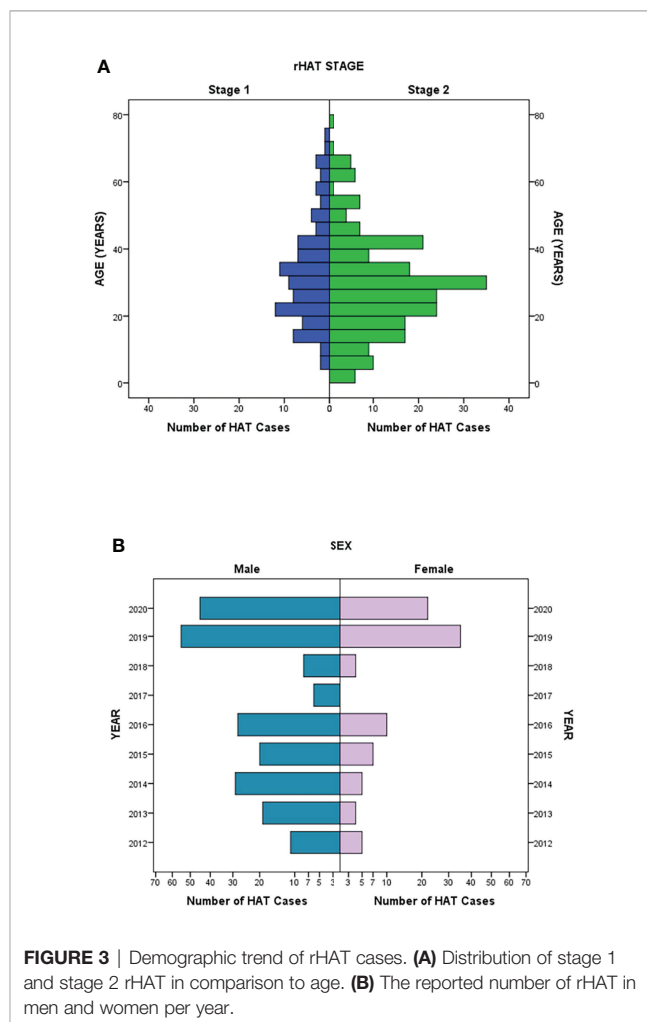 A
rHAT STAGE
Stage 1
Stage 2
80
60
40
20
0
AGE (YEARS)
80
60
40
20
0
AGE (YEARS)
40 30 20 10 0 10 20 30 40
Number of HAT Cases
Number of HAT Cases
B
SEX
Male
Female
2020
2019
2018
2017
2016
2015
2014
2013
2012
YEAR
2020
2019
2018
2017
2016
2015
2014
2013
2012
YEAR
70 60 50 40 30 20 10 7 5 3 3 5 7 10 20 30 40 50 60 70
Number of HAT Cases
Number of HAT Cases
FIGURE 3 | Demographic trend of rHAT cases. (A) Distribution of stage 1
and stage 2 rHAT in comparison to age. (B) The reported number of rHAT in
men and women per year.